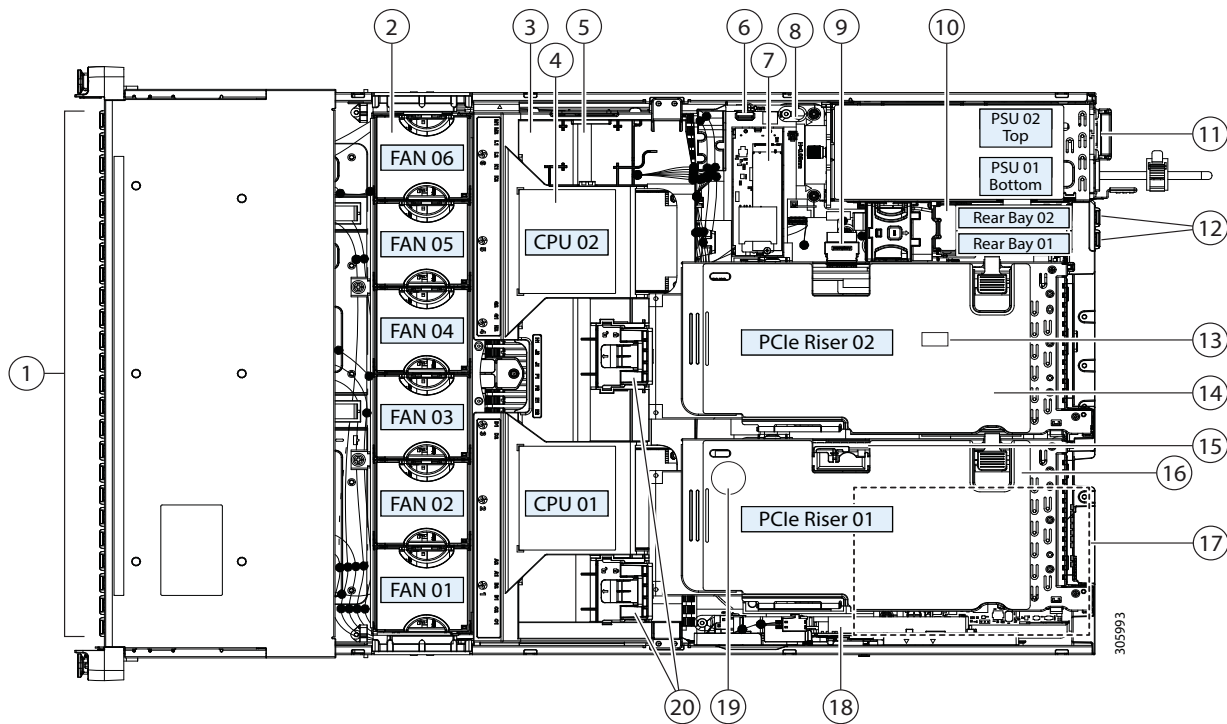 2
3
5
4
6
7
8
9
10
PSU 02
Top
PSU 01
Bottom
11
FAN 06
FAN 05
FAN 04
FAN 03
FAN 02
FAN 01
CPU 02
CPU 01
Rear Bay 02
Rear Bay 01
12
PCIe Riser 02
13
14
1
15
16
PCIe Riser 01
17
305993
20
19
18